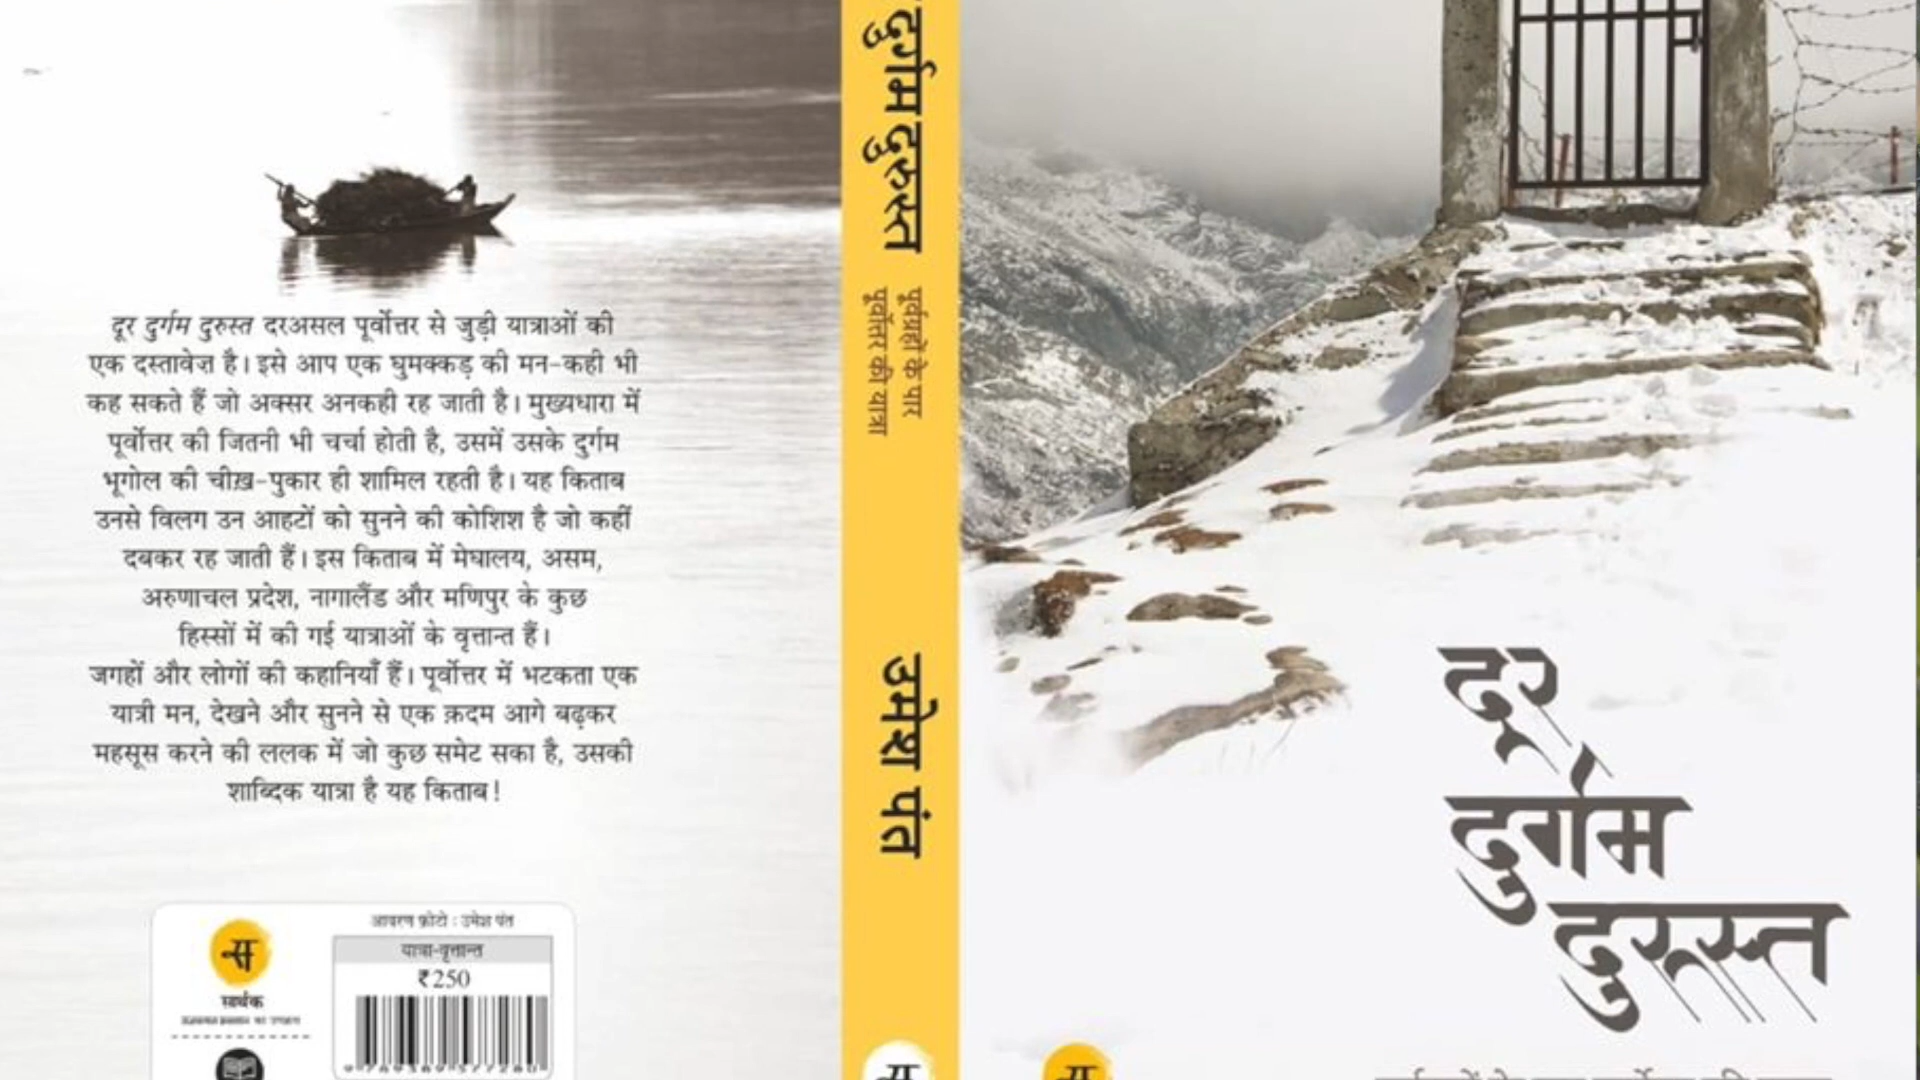 दूर दुर्गम दुरुस्त दरअसल पूर्वोत्तर से जुड़ी यात्राओं की
एक दस्तावेज़ है। इसे आप एक घुमक्कड़ की मन-कही भी
कह सकते हैं जो अक्सर अनकही रह जाती है। मुख्यधारा में
पूर्वोत्तर की जितनी भी चर्चा होती है, उसमें उसके दुर्गम
भूगोल की चीख़-पुकार ही शामिल रहती है। यह किताब
उनसे विलग उन आहटों को सुनने की कोशिश है जो कहीं
दबकर रह जाती हैं। इस किताब में मेघालय, असम,
अरुणाचल प्रदेश, नागालैंड और मणिपुर के कुछ
हिस्सों में की गई यात्राओं के वृत्तान्त हैं।
जगहों और लोगों की कहानियाँ हैं। पूर्वोत्तर में भटकता एक
यात्री मन, देखने और सुनने से एक क़दम आगे बढ़कर
महसूस करने की ललक में जो कुछ समेट सका है, उसकी
शाब्दिक यात्रा है यह किताब!
आवरण फ़ोटो : उमेश पंत
यात्रा-वृत्तान्त
₹250
स
सार्थक
दुर्गम दुरुस्त
पूर्वग्रहों के पार
पूर्वोत्तर की यात्रा
उमेश पंत
स
दूर
दुर्गम
दुरुस्त
स